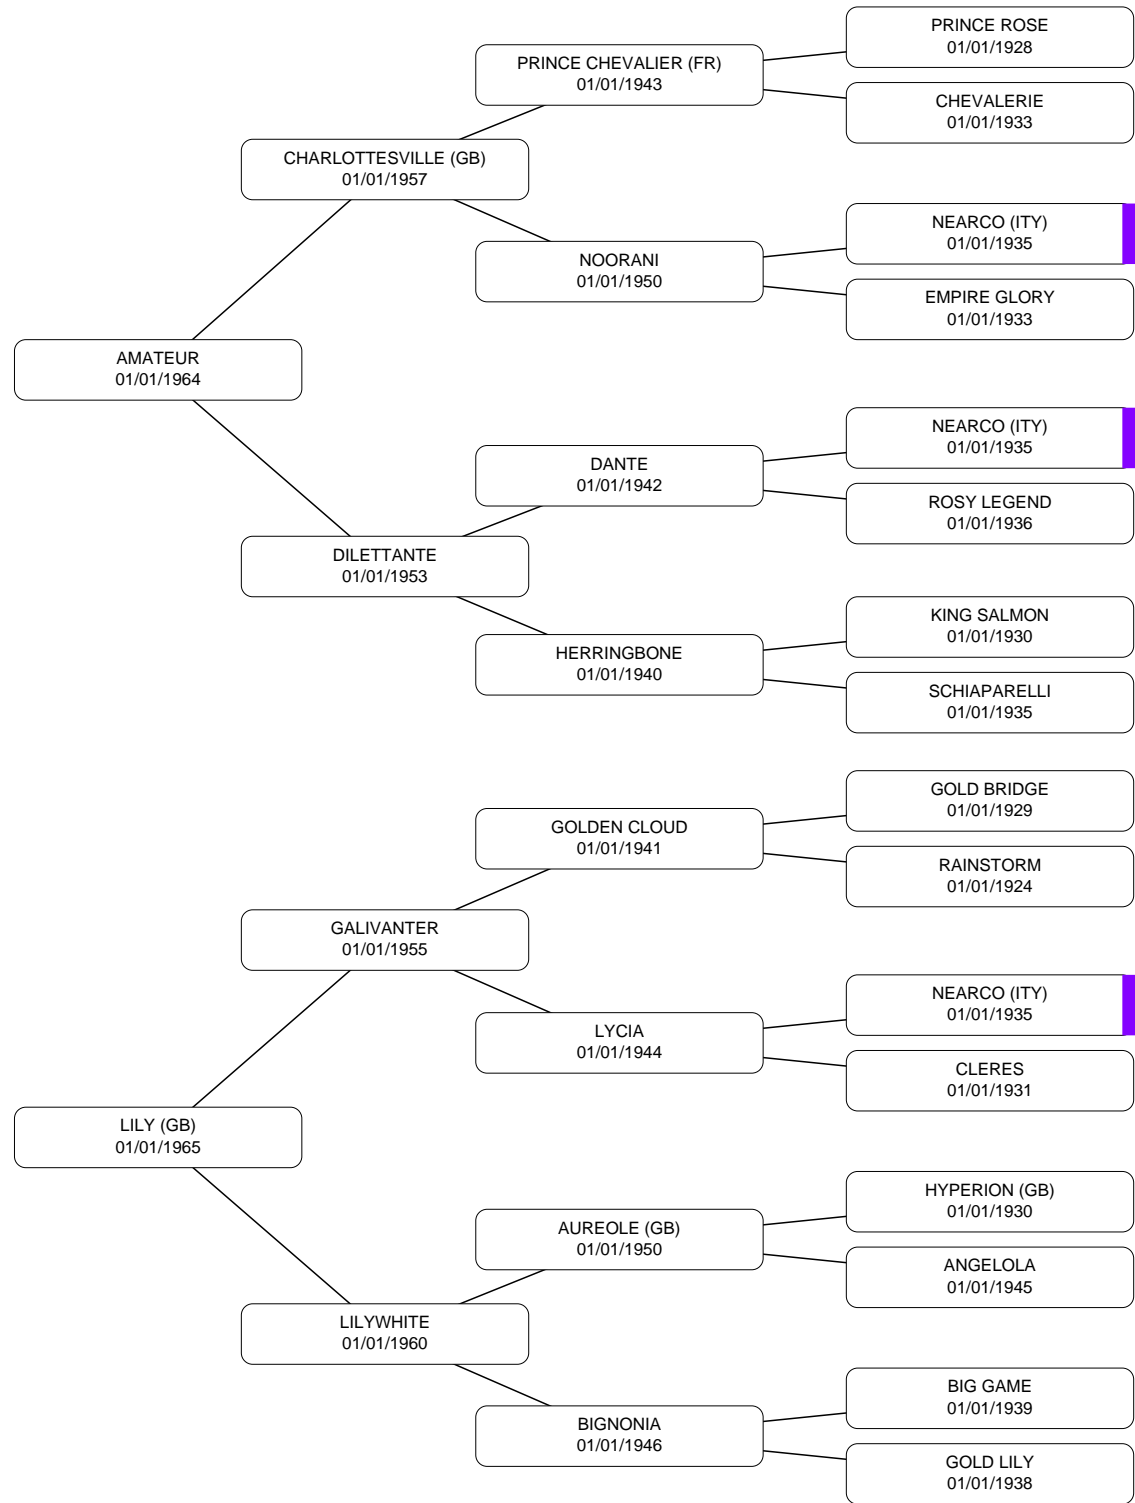 PRINCE ROSE
01/01/1928
PRINCE CHEVALIER (FR)
01/01/1943
CHEVALERIE
01/01/1933
CHARLOTTESVILLE (GB)
01/01/1957
NEARCO (ITY)
01/01/1935
NOORANI
01/01/1950
EMPIRE GLORY
01/01/1933
AMATEUR
01/01/1964
NEARCO (ITY)
01/01/1935
DANTE
01/01/1942
ROSY LEGEND
01/01/1936
DILETTANTE
01/01/1953
KING SALMON
01/01/1930
HERRINGBONE
01/01/1940
SCHIAPARELLI
01/01/1935
GOLD BRIDGE
01/01/1929
GOLDEN CLOUD
01/01/1941
RAINSTORM
01/01/1924
GALIVANTER
01/01/1955
NEARCO (ITY)
01/01/1935
LYCIA
01/01/1944
CLERES
01/01/1931
LILY (GB)
01/01/1965
HYPERION (GB)
01/01/1930
AUREOLE (GB)
01/01/1950
ANGELOLA
01/01/1945
LILYWHITE
01/01/1960
BIG GAME
01/01/1939
BIGNONIA
01/01/1946
GOLD LILY
01/01/1938